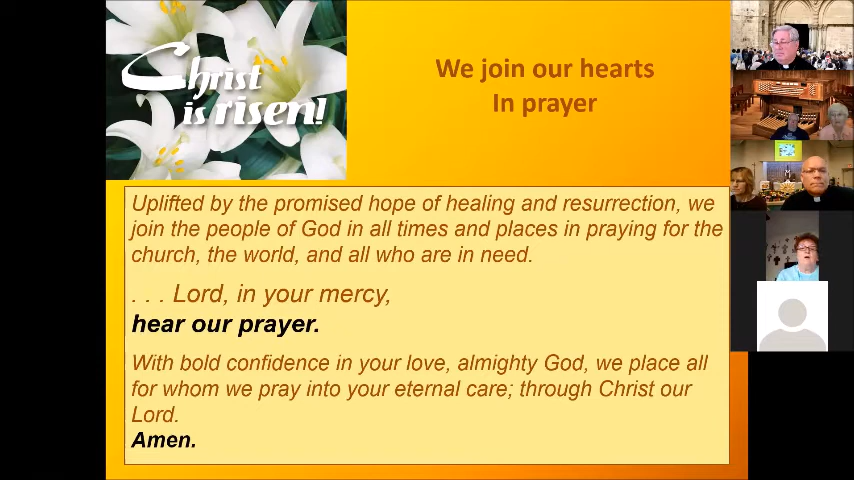 Christ
is risen!
We join our hearts
In prayer
Uplifted by the promised hope of healing and resurrection, we
join the people of God in all times and places in praying for the
church, the world, and all who are in need.
. . . Lord, in your mercy,
hear our prayer.
With bold confidence in your love, almighty God, we place all
for whom we pray into your eternal care; through Christ our
Lord.
Amen.